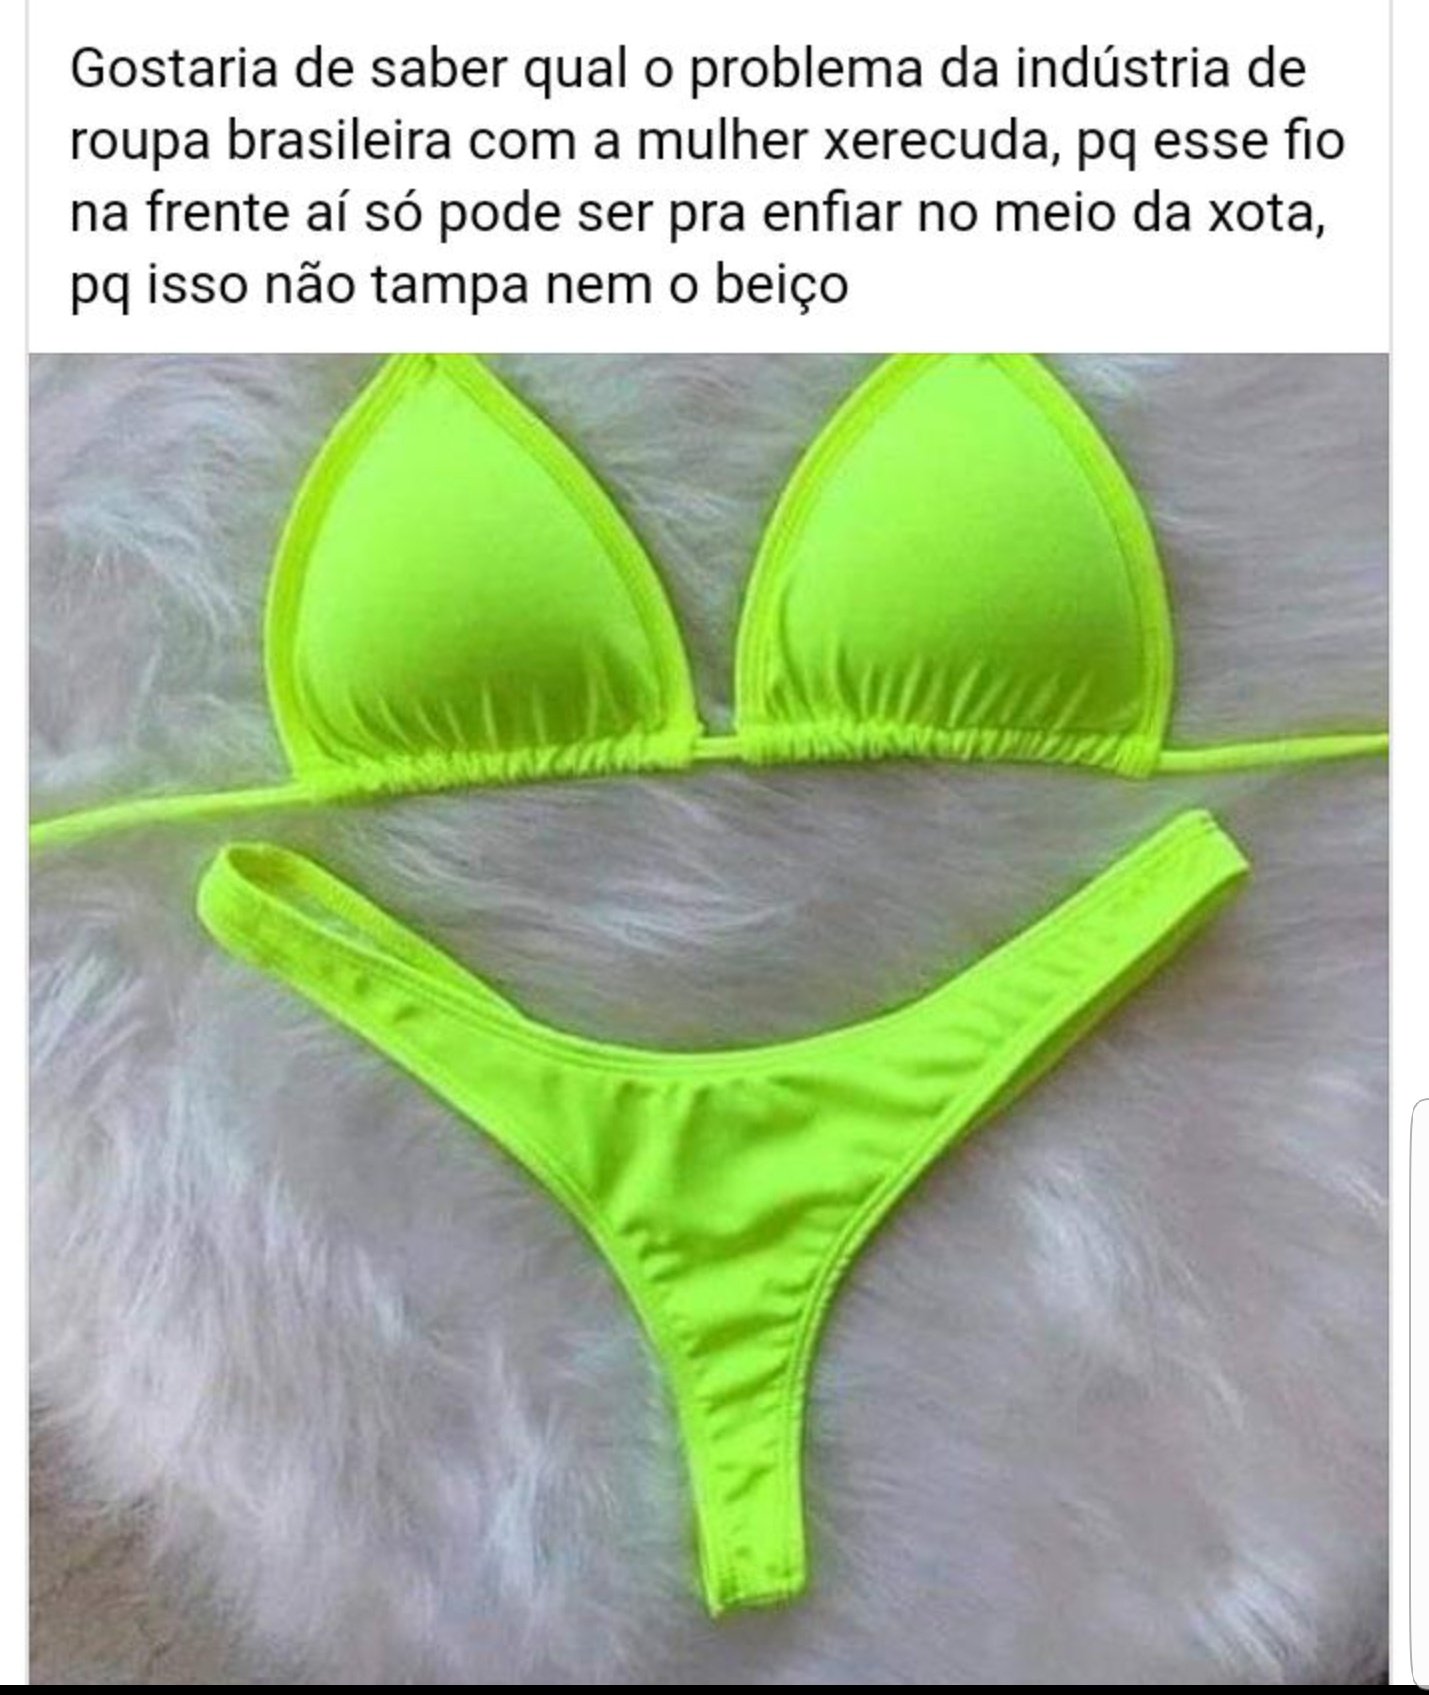 Gostaria de saber qual o problema da indústria de
roupa brasileira com a mulher xerecuda, pq esse fio
na frente aí só pode ser pra enfiar no meio da xota,
pq isso não tampa nem o beiço